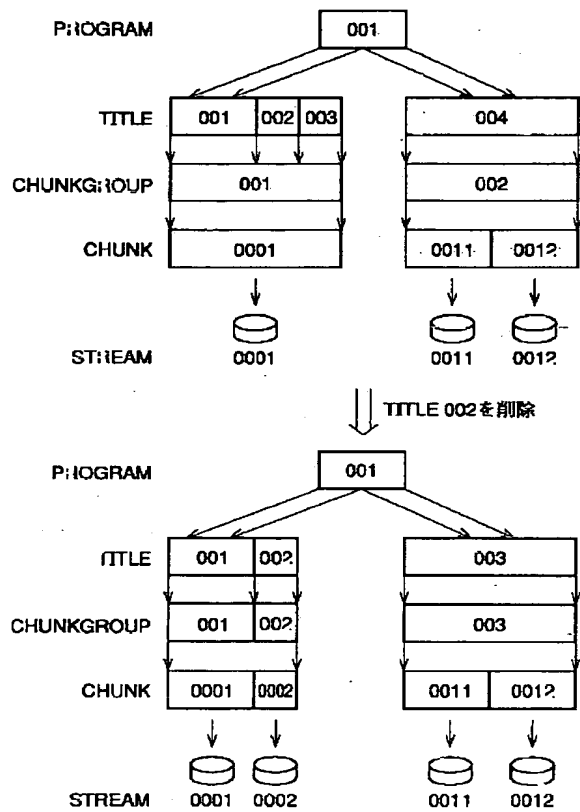 PROGRAM 001
TITLE 001 002 003 004
CHUNKGROUP 001 002
CHUNK 0001 0011 0012
STREAM 0001 0011 0012
TITLE 002を削除
PROGRAM 001
TITLE 001 002 003
CHUNKGROUP 001 002 003
CHUNK 0001 0002 0011 0012
STREAM 0001 0002 0011 0012